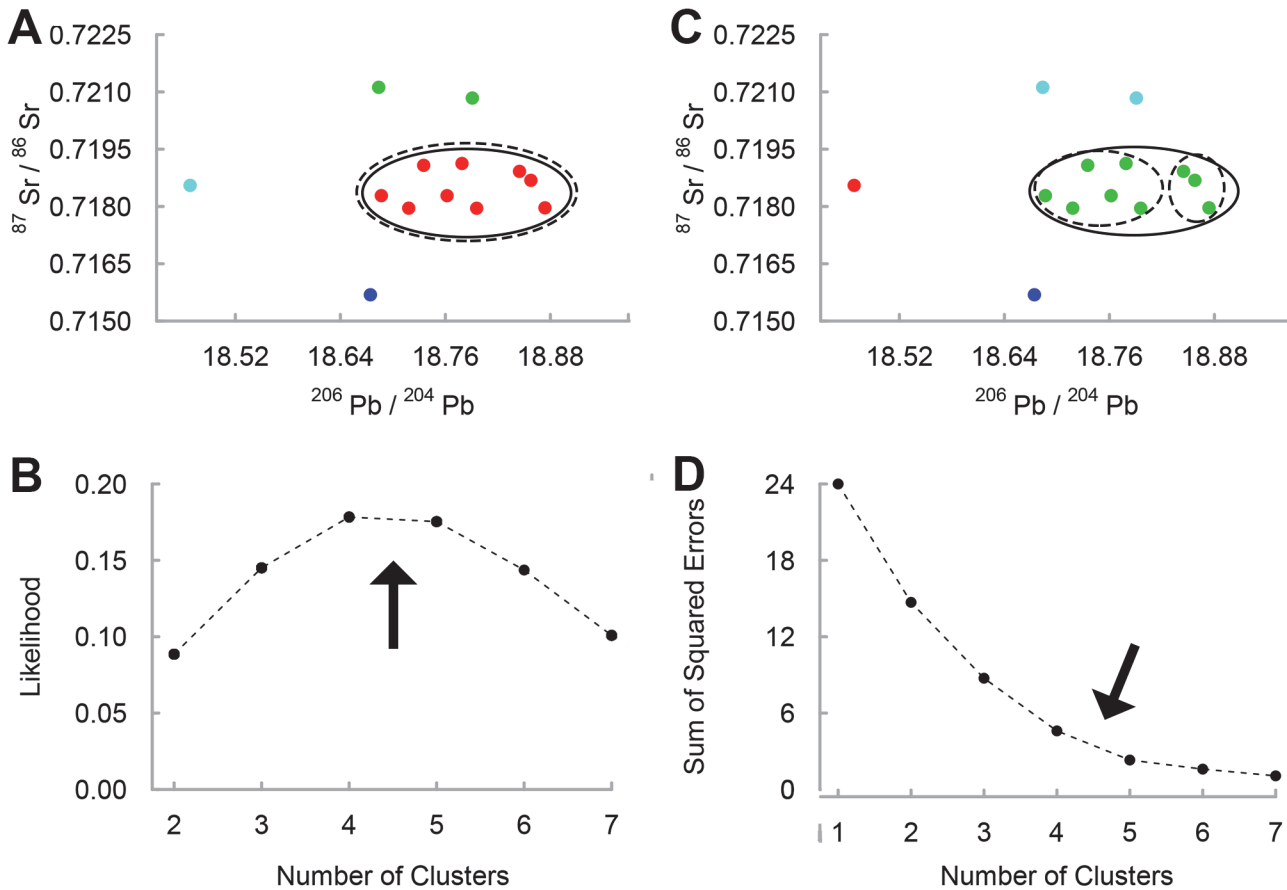 A
0.7225
0.7210
0.7195
0.7180
0.7165
0.7150
87 Sr / 86 Sr
18.52 18.64 18.76 18.88
206 Pb / 204 Pb
C
0.7225
0.7210
0.7195
0.7180
0.7165
0.7150
87 Sr / 86 Sr
18.52 18.64 18.76 18.88
206 Pb / 204 Pb
B
0.20
0.15
0.10
0.05
0.00
Likelihood
2 3 4 5 6 7
Number of Clusters
D
24
18
12
6
0
Sum of Squared Errors
1 2 3 4 5 6 7
Number of Clusters